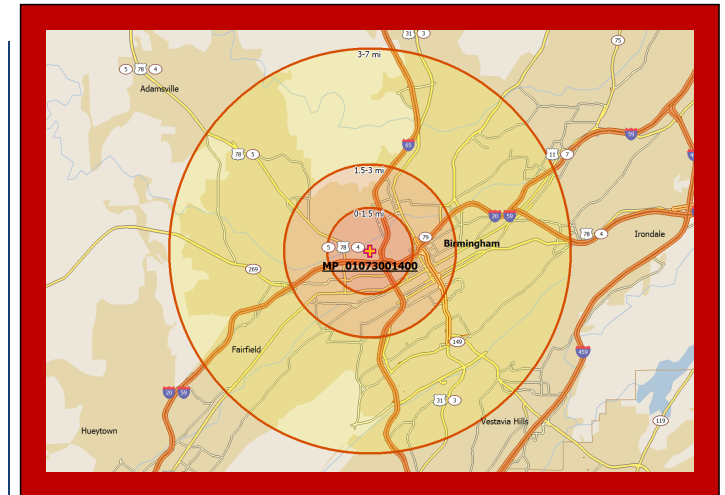 31 3
75
3-7 mi
5 78 4
Adamsville
59
65
78 5
11 7
1.5-3 mi
0-1.5 mi
20 59
78 4
Irondale
79
Birmingham
5 78 4
MP_01073001400
269
149
Fairfield
459
20 59
31 3
119
Vestavia Hills
Hueytown